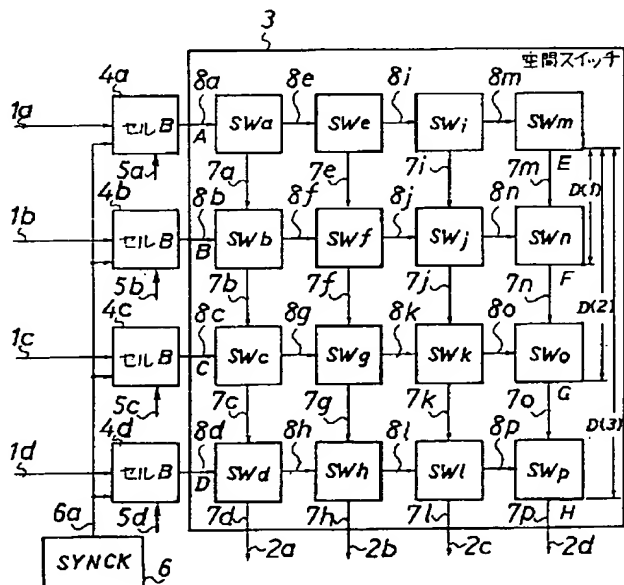 3
空間スイッチ
4a 8a 8e 8i 8m
1a セルB A SWa SWe SWi SWm
5a 7a 7e 7i 7m E
4b 8b 8f 8j 8n D(1)
1b セルB B SWb SWf SWj SWn
5b 7b 7f 7j 7n F
4c 8c 8g 8k 8o D(2)
1c セルB C SWc SWg SWk SWo
5c 7c 7g 7k 7o G
4d 8d 8h 8l 8p D(3)
1d セルB D SWd SWh SWl SWp
6a 5d 7d 7h 7l 7p H
2a 2b 2c 2d
SYNCK 6